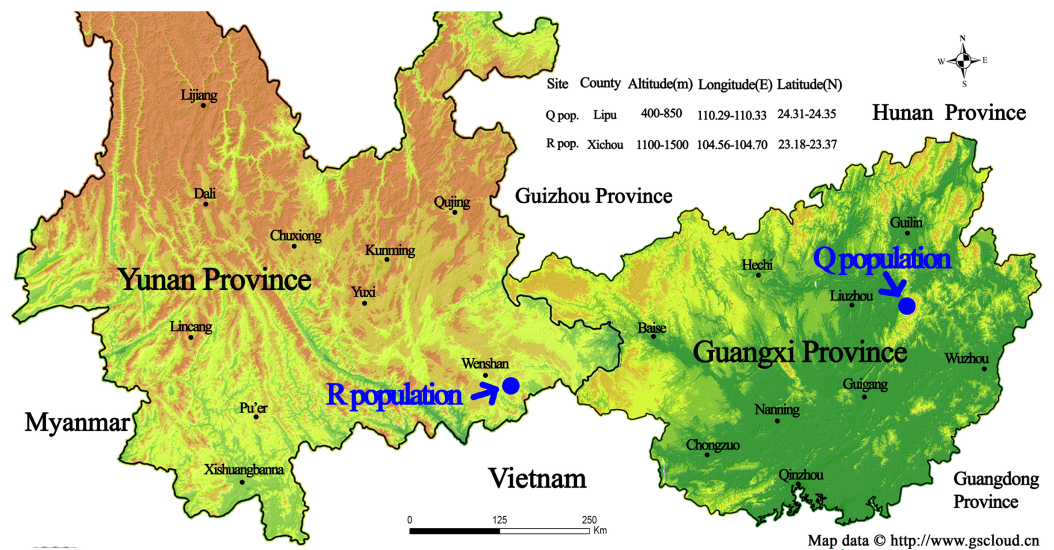 N
W E
S
Site County Altitude(m) Longitude(E) Latitude(N)
Q pop. Lipu 400-850 110.29-110.33 24.31-24.35
R pop. Xichou 1100-1500 104.56-104.70 23.18-23.37
Hunan Province
Lijiang
Guizhou Province
Dali
Qujing
Chuxiong
Kunming
Guilin
Q population
Yunan Province
Hechi
Yuxi
Liuzhou
Lincang
Baise
Guangxi Province
Wuzhou
Wenshan
R population
Guigang
Myanmar
Pu'er
Nanning
Chongzuo
Xishuangbanna
Vietnam
Qinzhou
Guangdong
Province
0 125 250
Km
Map data © http://www.gscloud.cn